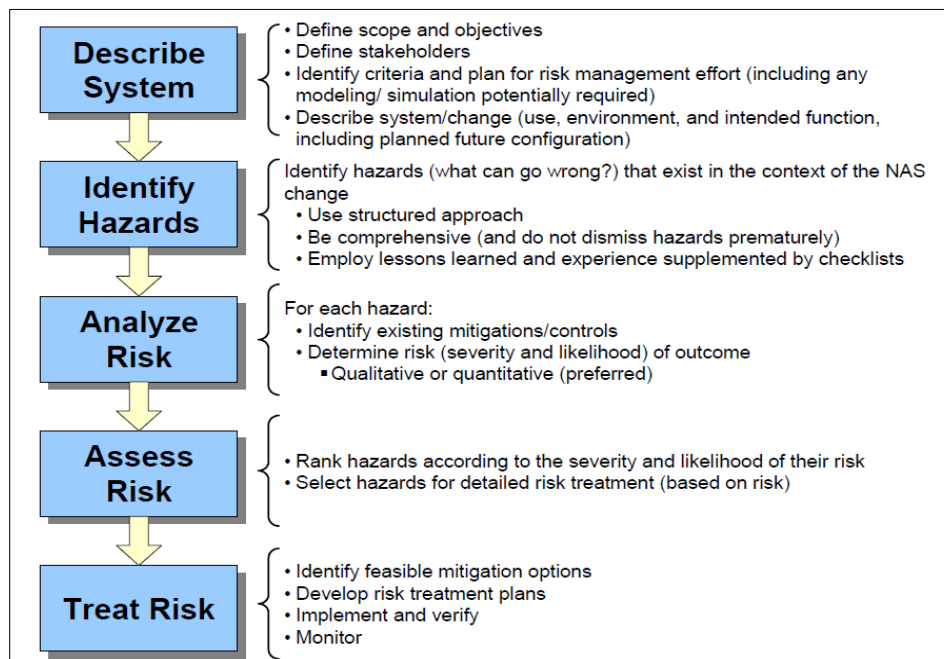 Describe
System
• Define scope and objectives
• Define stakeholders
• Identify criteria and plan for risk management effort (including any
modeling/ simulation potentially required)
• Describe system/change (use, environment, and intended function,
including planned future configuration)
Identify
Hazards
Identify hazards (what can go wrong?) that exist in the context of the NAS
change
• Use structured approach
• Be comprehensive (and do not dismiss hazards prematurely)
• Employ lessons learned and experience supplemented by checklists
Analyze
Risk
For each hazard:
• Identify existing mitigations/controls
• Determine risk (severity and likelihood) of outcome
▪ Qualitative or quantitative (preferred)
Assess
Risk
• Rank hazards according to the severity and likelihood of their risk
• Select hazards for detailed risk treatment (based on risk)
Treat Risk
• Identify feasible mitigation options
• Develop risk treatment plans
• Implement and verify
• Monitor